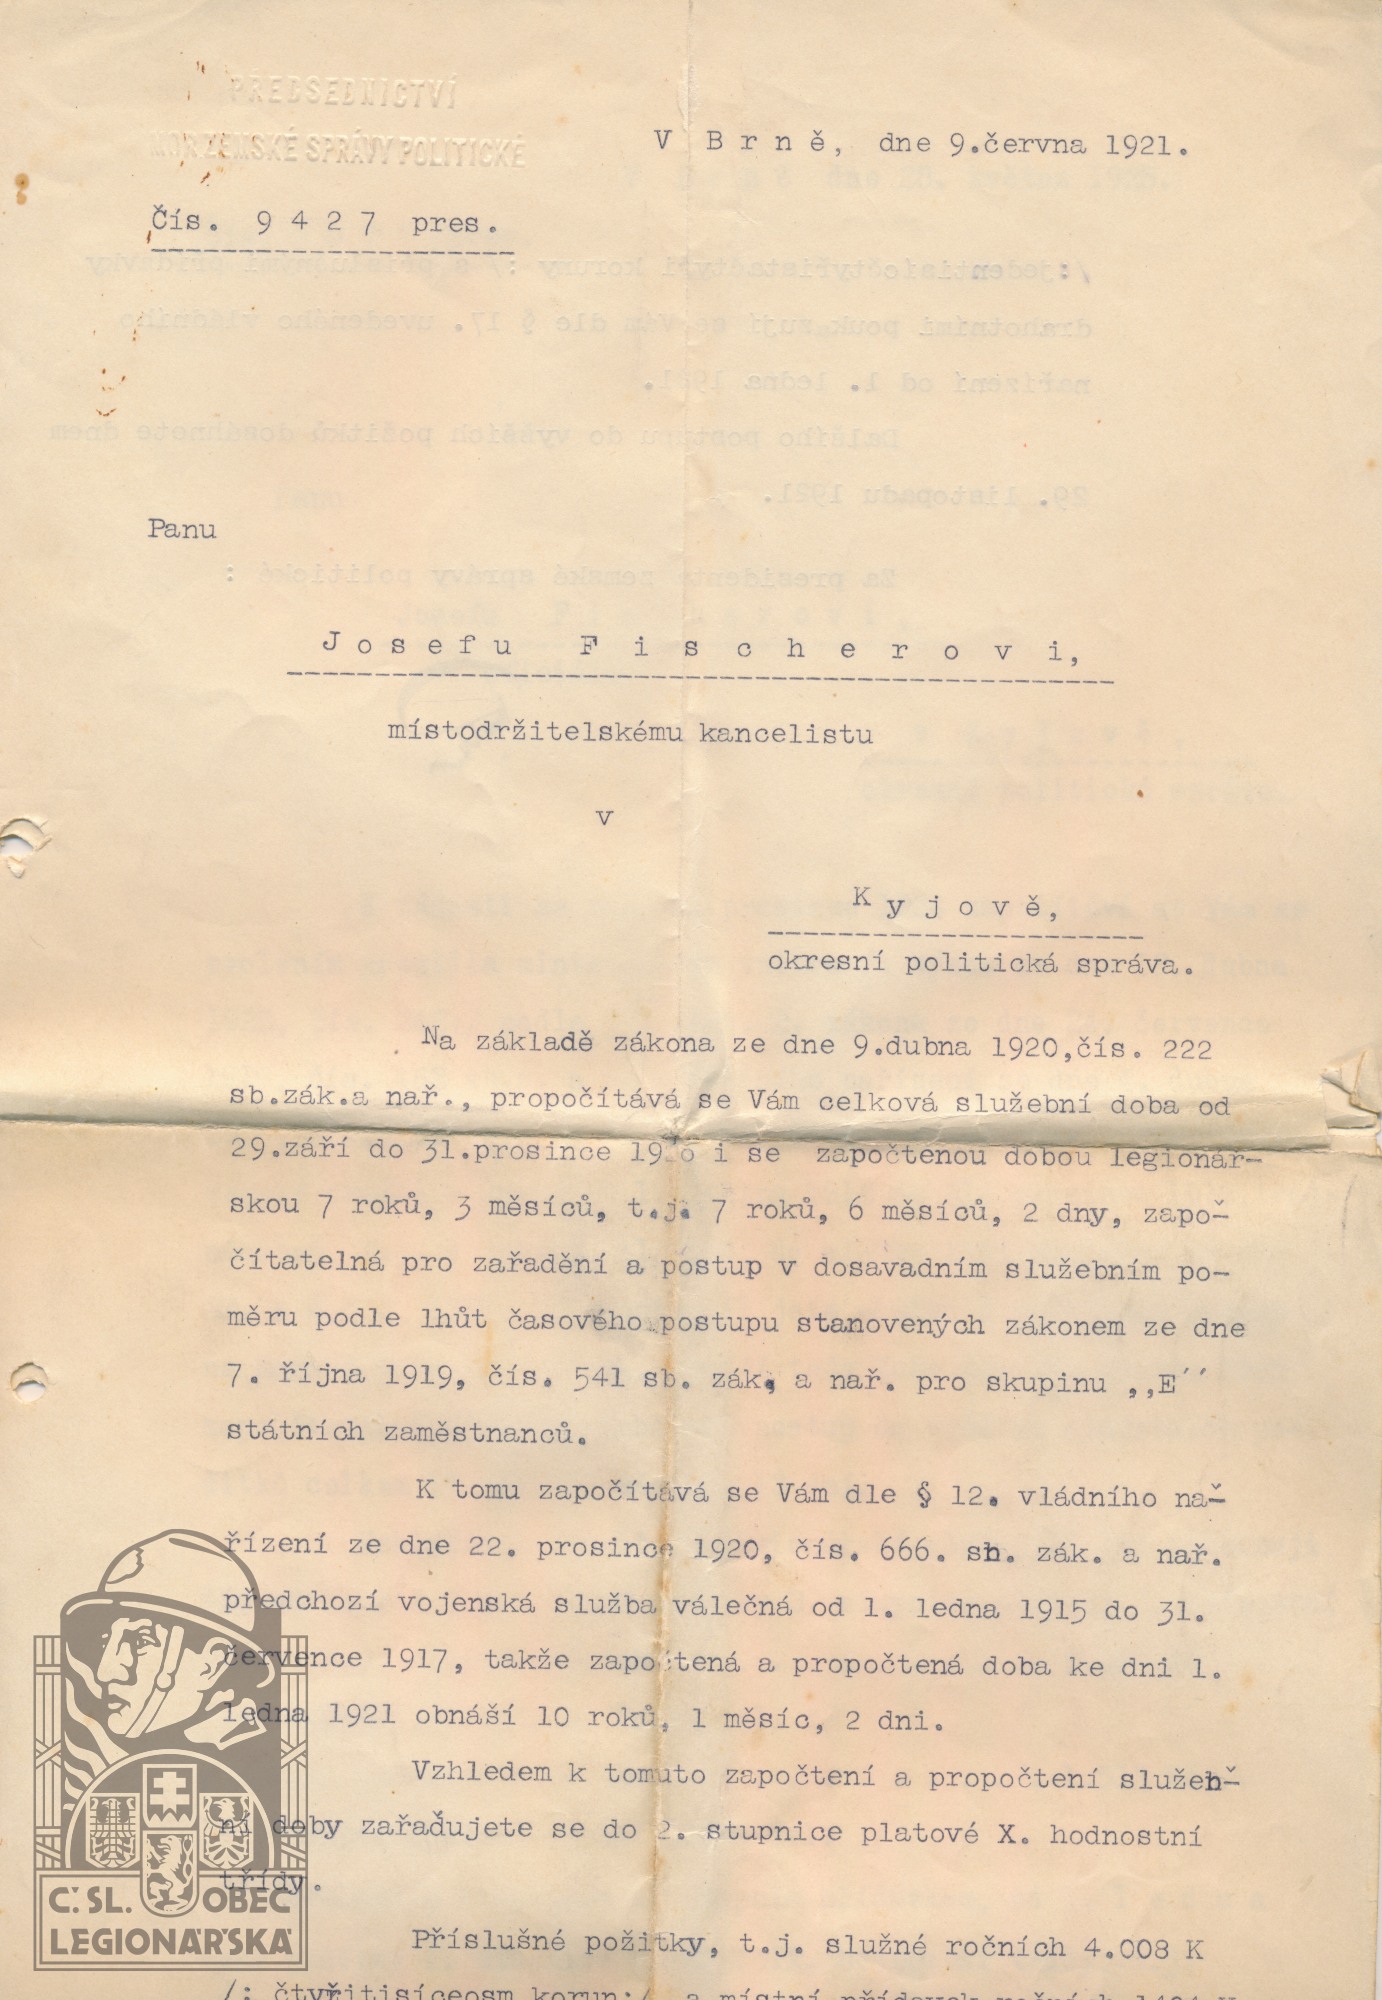 PŘEDSEDNICTVÍ
MOR. ZEMSKÉ SPRÁVY POLITICKÉ
V Brně, dne 9.června 1921.
Čís. 9427 pres.
Panu
Josefu Fischerovi,
místodržitelskému kancelistu
v
Kyjově,
okresní politická správa.
Na základě zákona ze dne 9.dubna 1920,čís. 222
sb.zák.a nař., propočítává se Vám celková služební doba od
29.září do 31.prosince i se započtenou dobou legionář-
skou 7 roků, 3 měsíců, t.j. 7 roků, 6 měsíců, 2 dny, zapo-
čítatelná pro zařadění a postup v dosavadním služebním po-
měru podle lhůt časového postupu stanovených zákonem ze dne
7. října 1919, čís. 541 sb. zák, a nař. pro skupinu ,,E´´
státních zaměstnanců.
K tomu započítává se Vám dle § 12. vládního na-
řízení ze dne 22. prosince 1920, čís. 666. sb. zák. a nař.
předchozí vojenská služba válečná od 1. ledna 1915 do 31.
července 1917, takže započtená a propočtená doba ke dni 1.
ledna 1921 obnáší 10 roků, 1 měsíc, 2 dni.
Vzhledem k tomuto započtení a propočtení služeb-
ní doby zařaďujete se do 2. stupnice platové X. hodnostní
třídy.
Příslušné požitky, t.j. služné ročních 4.008 K
/: čtyřitisíceosm korun:/ a místní přídavek ročních 1404 K
Č. SL. OBEC
LEGIONÁŘSKÁ